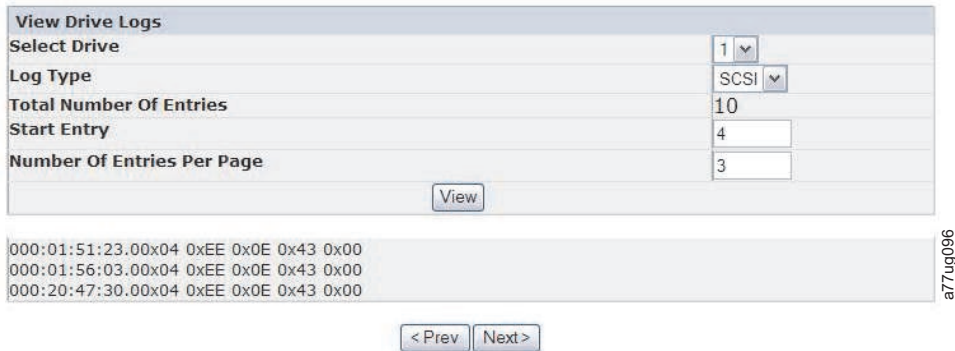 View Drive Logs
Select Drive 1
Log Type SCSI
Total Number Of Entries 10
Start Entry 4
Number Of Entries Per Page 3
View
000:01:51:23.00x04 0xEE 0x0E 0x43 0x00
000:01:56:03.00x04 0xEE 0x0E 0x43 0x00
000:20:47:30.00x04 0xEE 0x0E 0x43 0x00
a77ug096
< Prev Next >